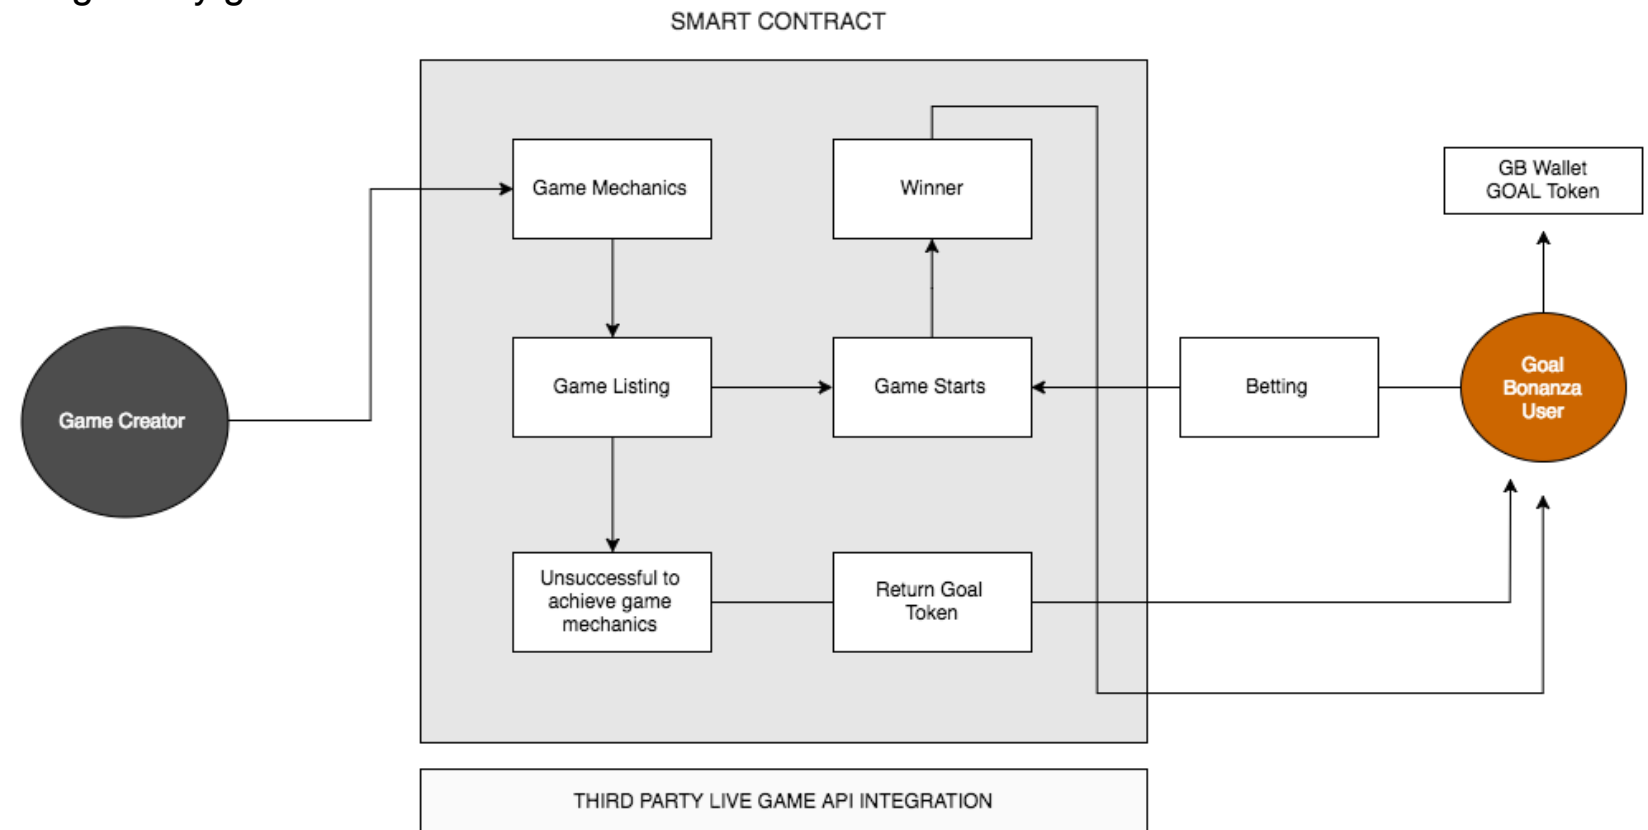 SMART CONTRACT
Game Mechanics
Winner
GB Wallet
GOAL Token
Game Creator
Game Listing
Game Starts
Betting
Goal
Bonanza
User
Unsuccessful to
achieve game
mechanics
Return Goal
Token
THIRD PARTY LIVE GAME API INTEGRATION